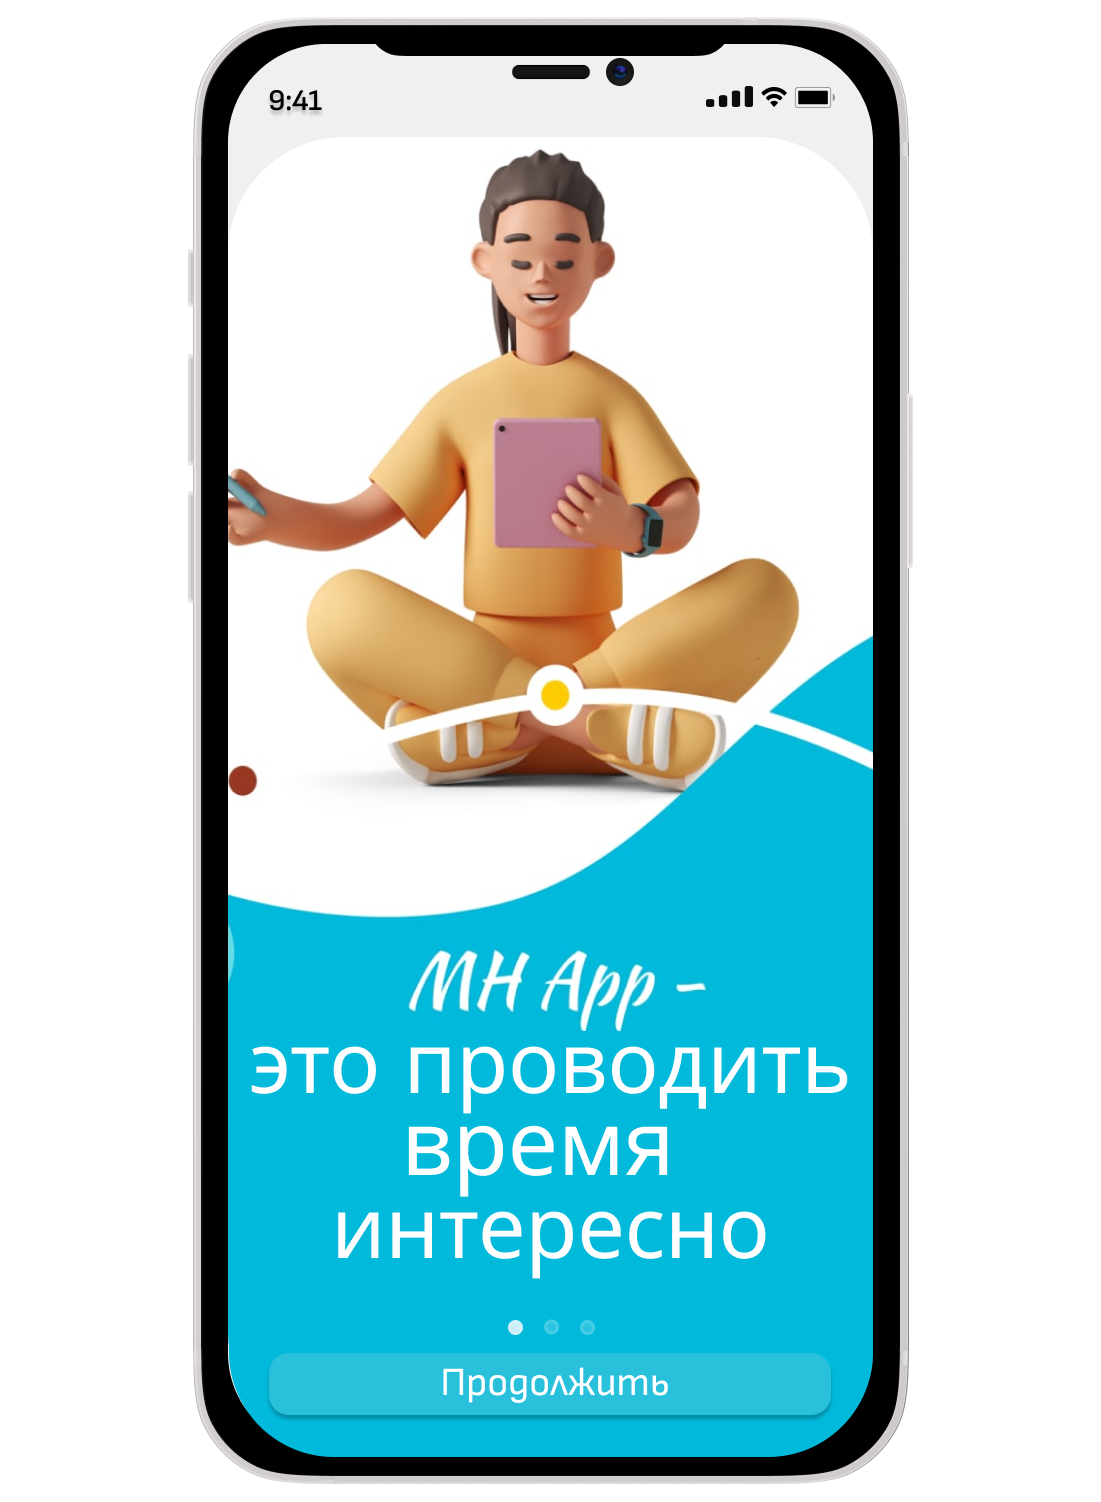 9:41
MH App –
это проводить
время
интересно
Продолжить